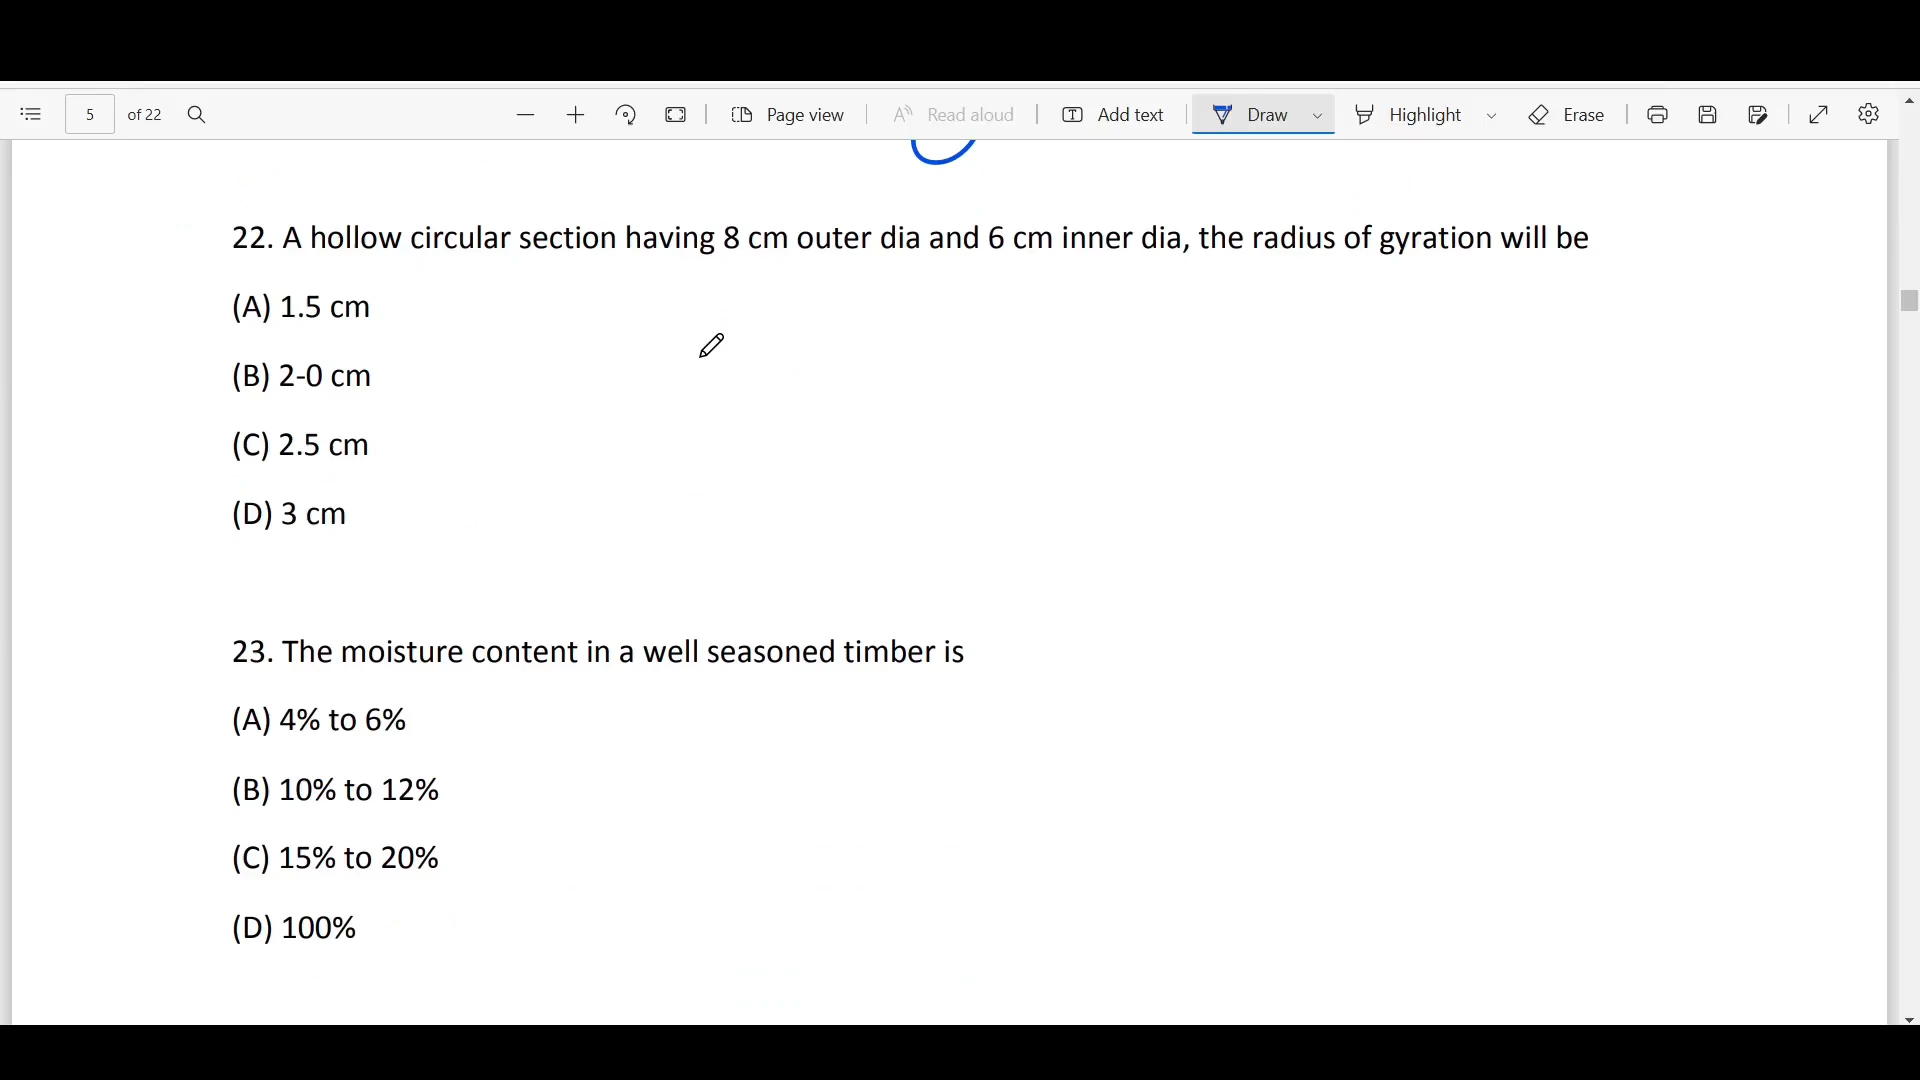 5 of 22 Page view Read aloud Add text Draw Highlight Erase
22. A hollow circular section having 8 cm outer dia and 6 cm inner dia, the radius of gyration will be
(A) 1.5 cm
(B) 2-0 cm
(C) 2.5 cm
(D) 3 cm
23. The moisture content in a well seasoned timber is
(A) 4% to 6%
(B) 10% to 12%
(C) 15% to 20%
(D) 100%